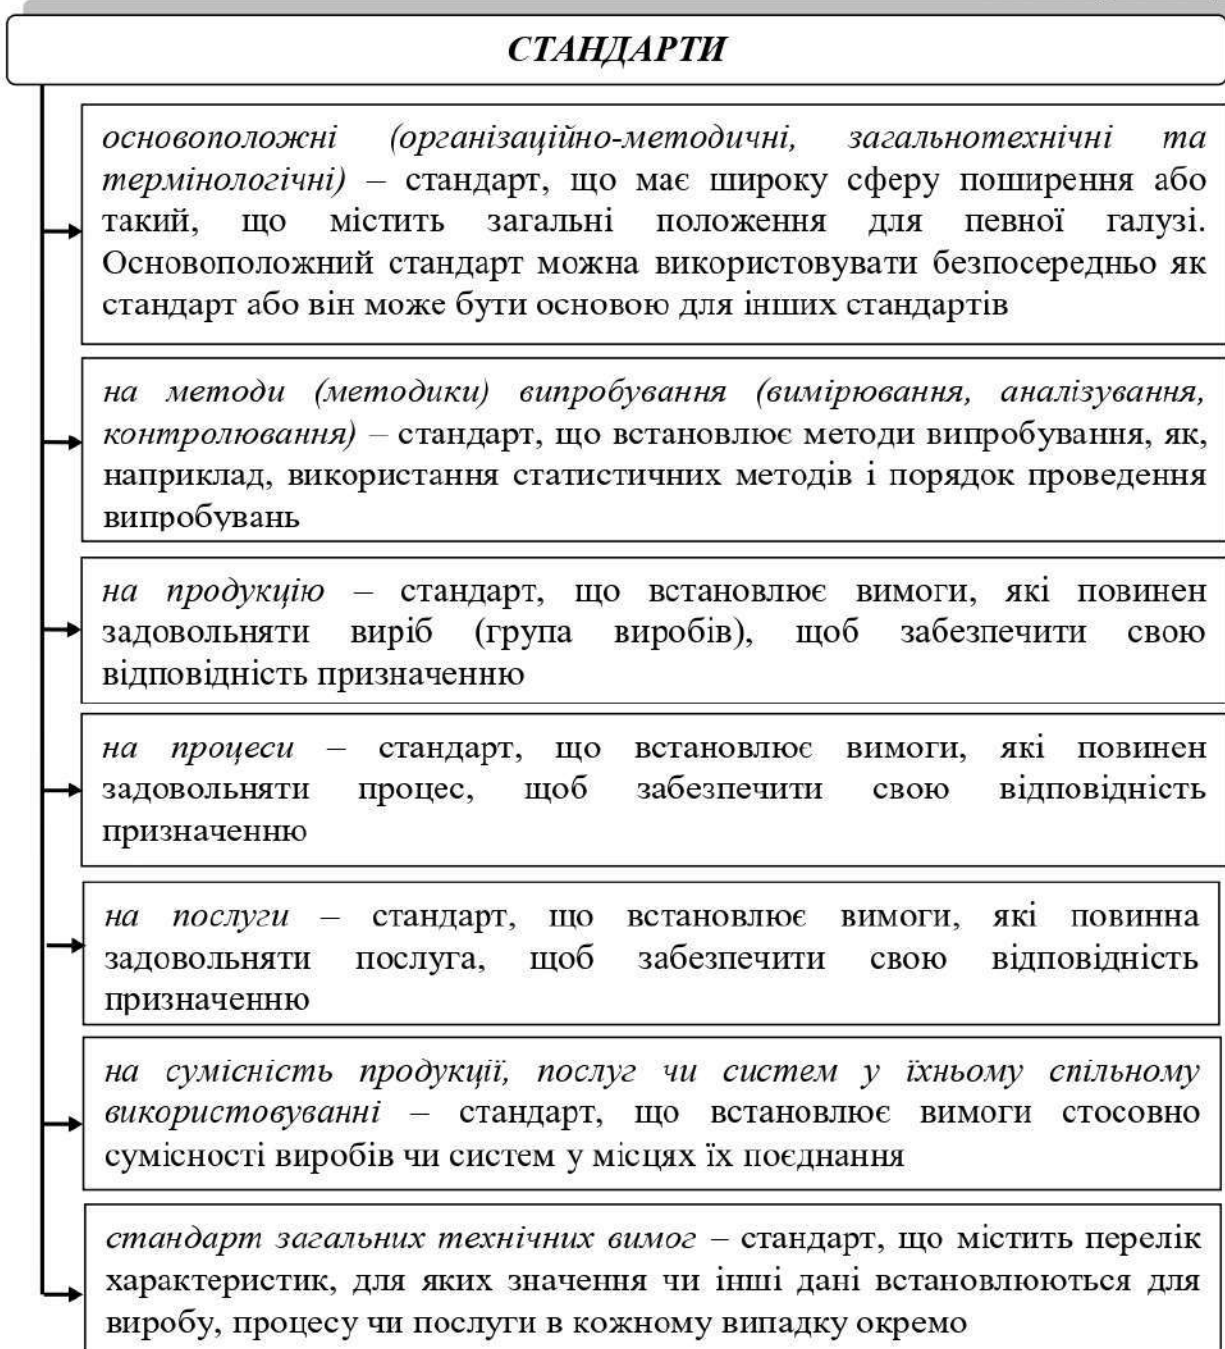 СТАНДАРТИ
основоположні (організаційно-методичні, загальнотехнічні та
термінологічні) – стандарт, що має широку сферу поширення або
такий, що містить загальні положення для певної галузі.
Основоположний стандарт можна використовувати безпосередньо як
стандарт або він може бути основою для інших стандартів
на методи (методики) випробування (вимірювання, аналізування,
контролювання) – стандарт, що встановлює методи випробування, як,
наприклад, використання статистичних методів і порядок проведення
випробувань
на продукцію – стандарт, що встановлює вимоги, які повинен
задовольняти виріб (група виробів), щоб забезпечити свою
відповідність призначенню
на процеси – стандарт, що встановлює вимоги, які повинен
задовольняти процес, щоб забезпечити свою відповідність
призначенню
на послуги – стандарт, що встановлює вимоги, які повинна
задовольняти послуга, щоб забезпечити свою відповідність
призначенню
на сумісність продукції, послуг чи систем у їхньому спільному
використовуванні – стандарт, що встановлює вимоги стосовно
сумісності виробів чи систем у місцях їх поєднання
стандарт загальних технічних вимог – стандарт, що містить перелік
характеристик, для яких значення чи інші дані встановлюються для
виробу, процесу чи послуги в кожному випадку окремо